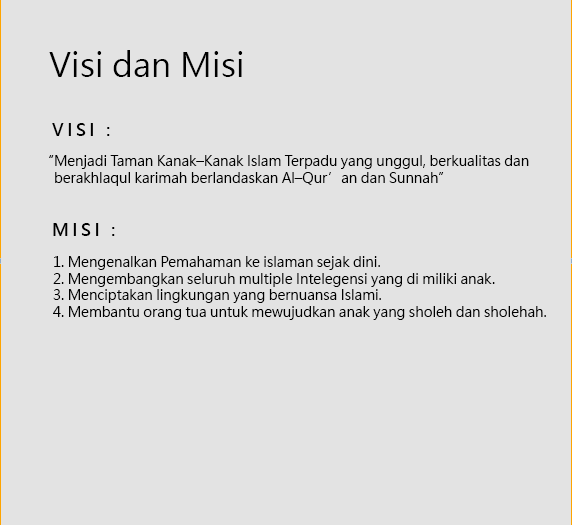 Visi dan Misi
VISI :
“Menjadi Taman Kanak–Kanak Islam Terpadu yang unggul, berkualitas dan
berakhlaqul karimah berlandaskan Al–Qur’ an dan Sunnah”
MISI :
1. Mengenalkan Pemahaman ke islaman sejak dini.
2. Mengembangkan seluruh multiple Intelegensi yang di miliki anak.
3. Menciptakan lingkungan yang bernuansa Islami.
4. Membantu orang tua untuk mewujudkan anak yang sholeh dan sholehah.